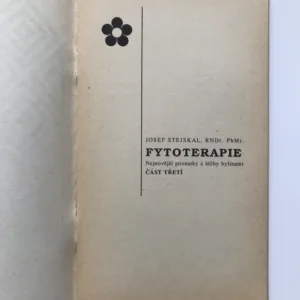 JOSEF STEJSKAL, RNDr. PhMr.
FYTOTERAPIE
Nejnovější poznatky z léčby bylinami
ČÁST TŘETÍ